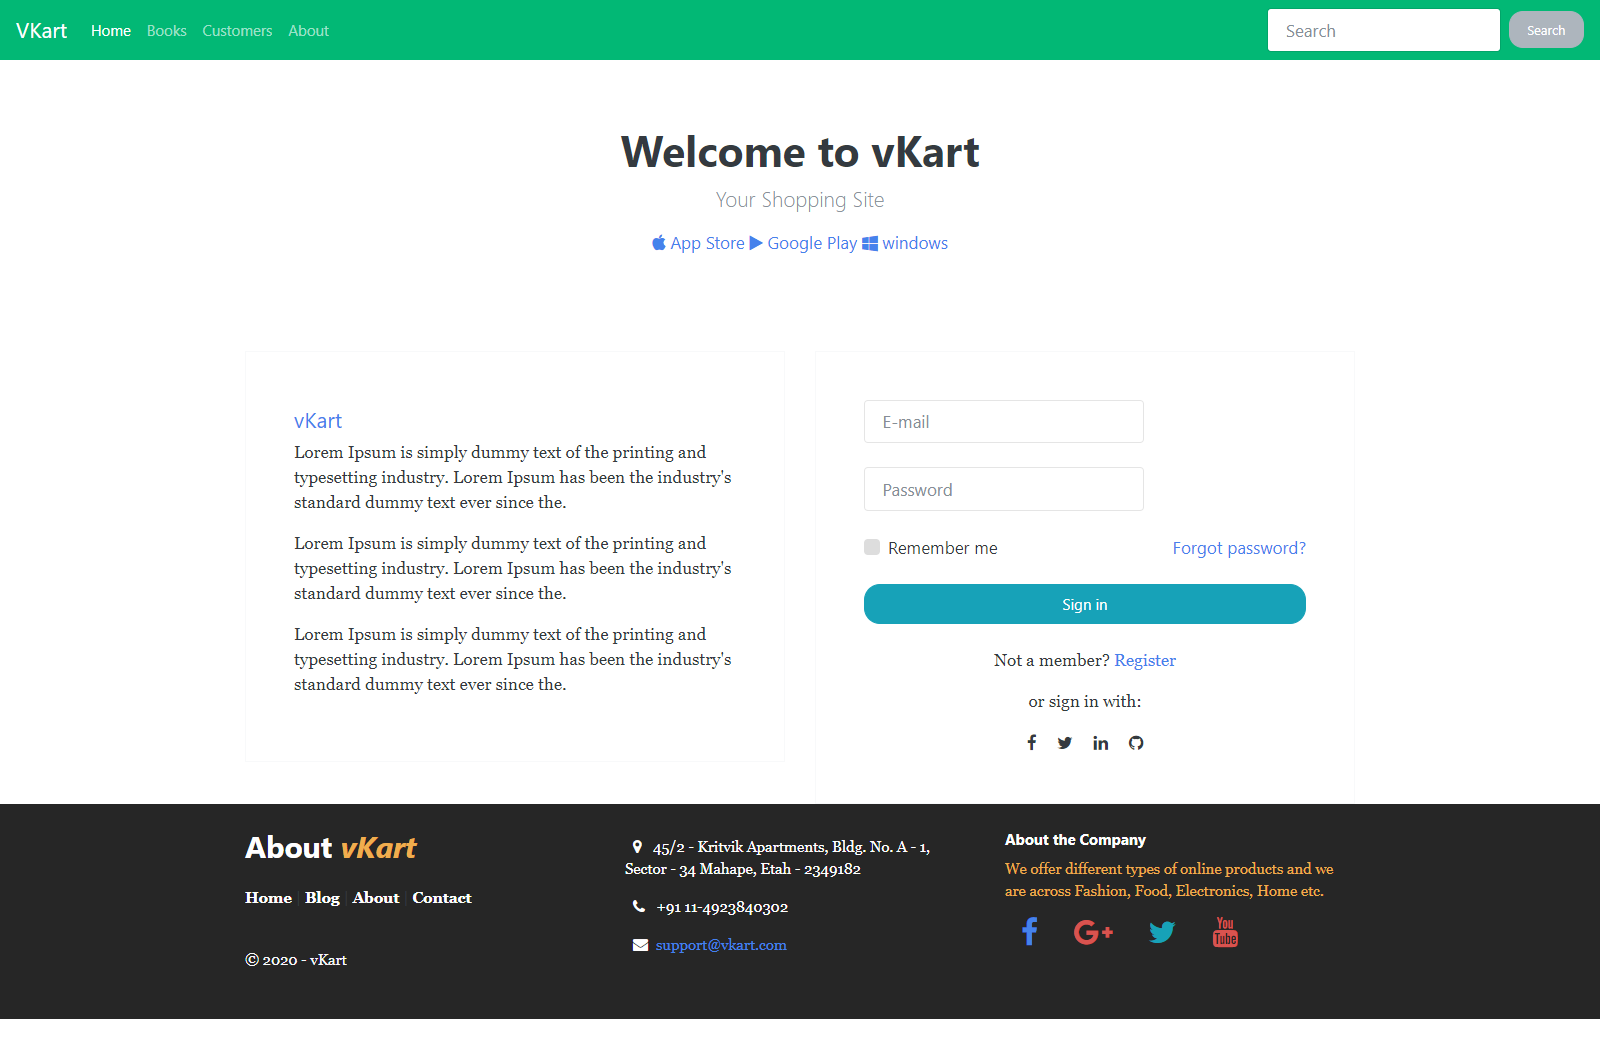 VKart Home Books Customers About Search Search
Welcome to vKart
Your Shopping Site
App Store Google Play windows
vKart
Lorem Ipsum is simply dummy text of the printing and
typesetting industry. Lorem Ipsum has been the industry's
standard dummy text ever since the.
Lorem Ipsum is simply dummy text of the printing and
typesetting industry. Lorem Ipsum has been the industry's
standard dummy text ever since the.
Lorem Ipsum is simply dummy text of the printing and
typesetting industry. Lorem Ipsum has been the industry's
standard dummy text ever since the.
E-mail
Password
Remember me Forgot password?
Sign in
Not a member? Register
or sign in with:
About vKart
Home | Blog | About | Contact
© 2020 - vKart
45/2 - Kritvik Apartments, Bldg. No. A - 1,
Sector - 34 Mahape, Etah - 2349182
+91 11-4923840302
support@vkart.com
About the Company
We offer different types of online products and we
are across Fashion, Food, Electronics, Home etc.
You
Tube